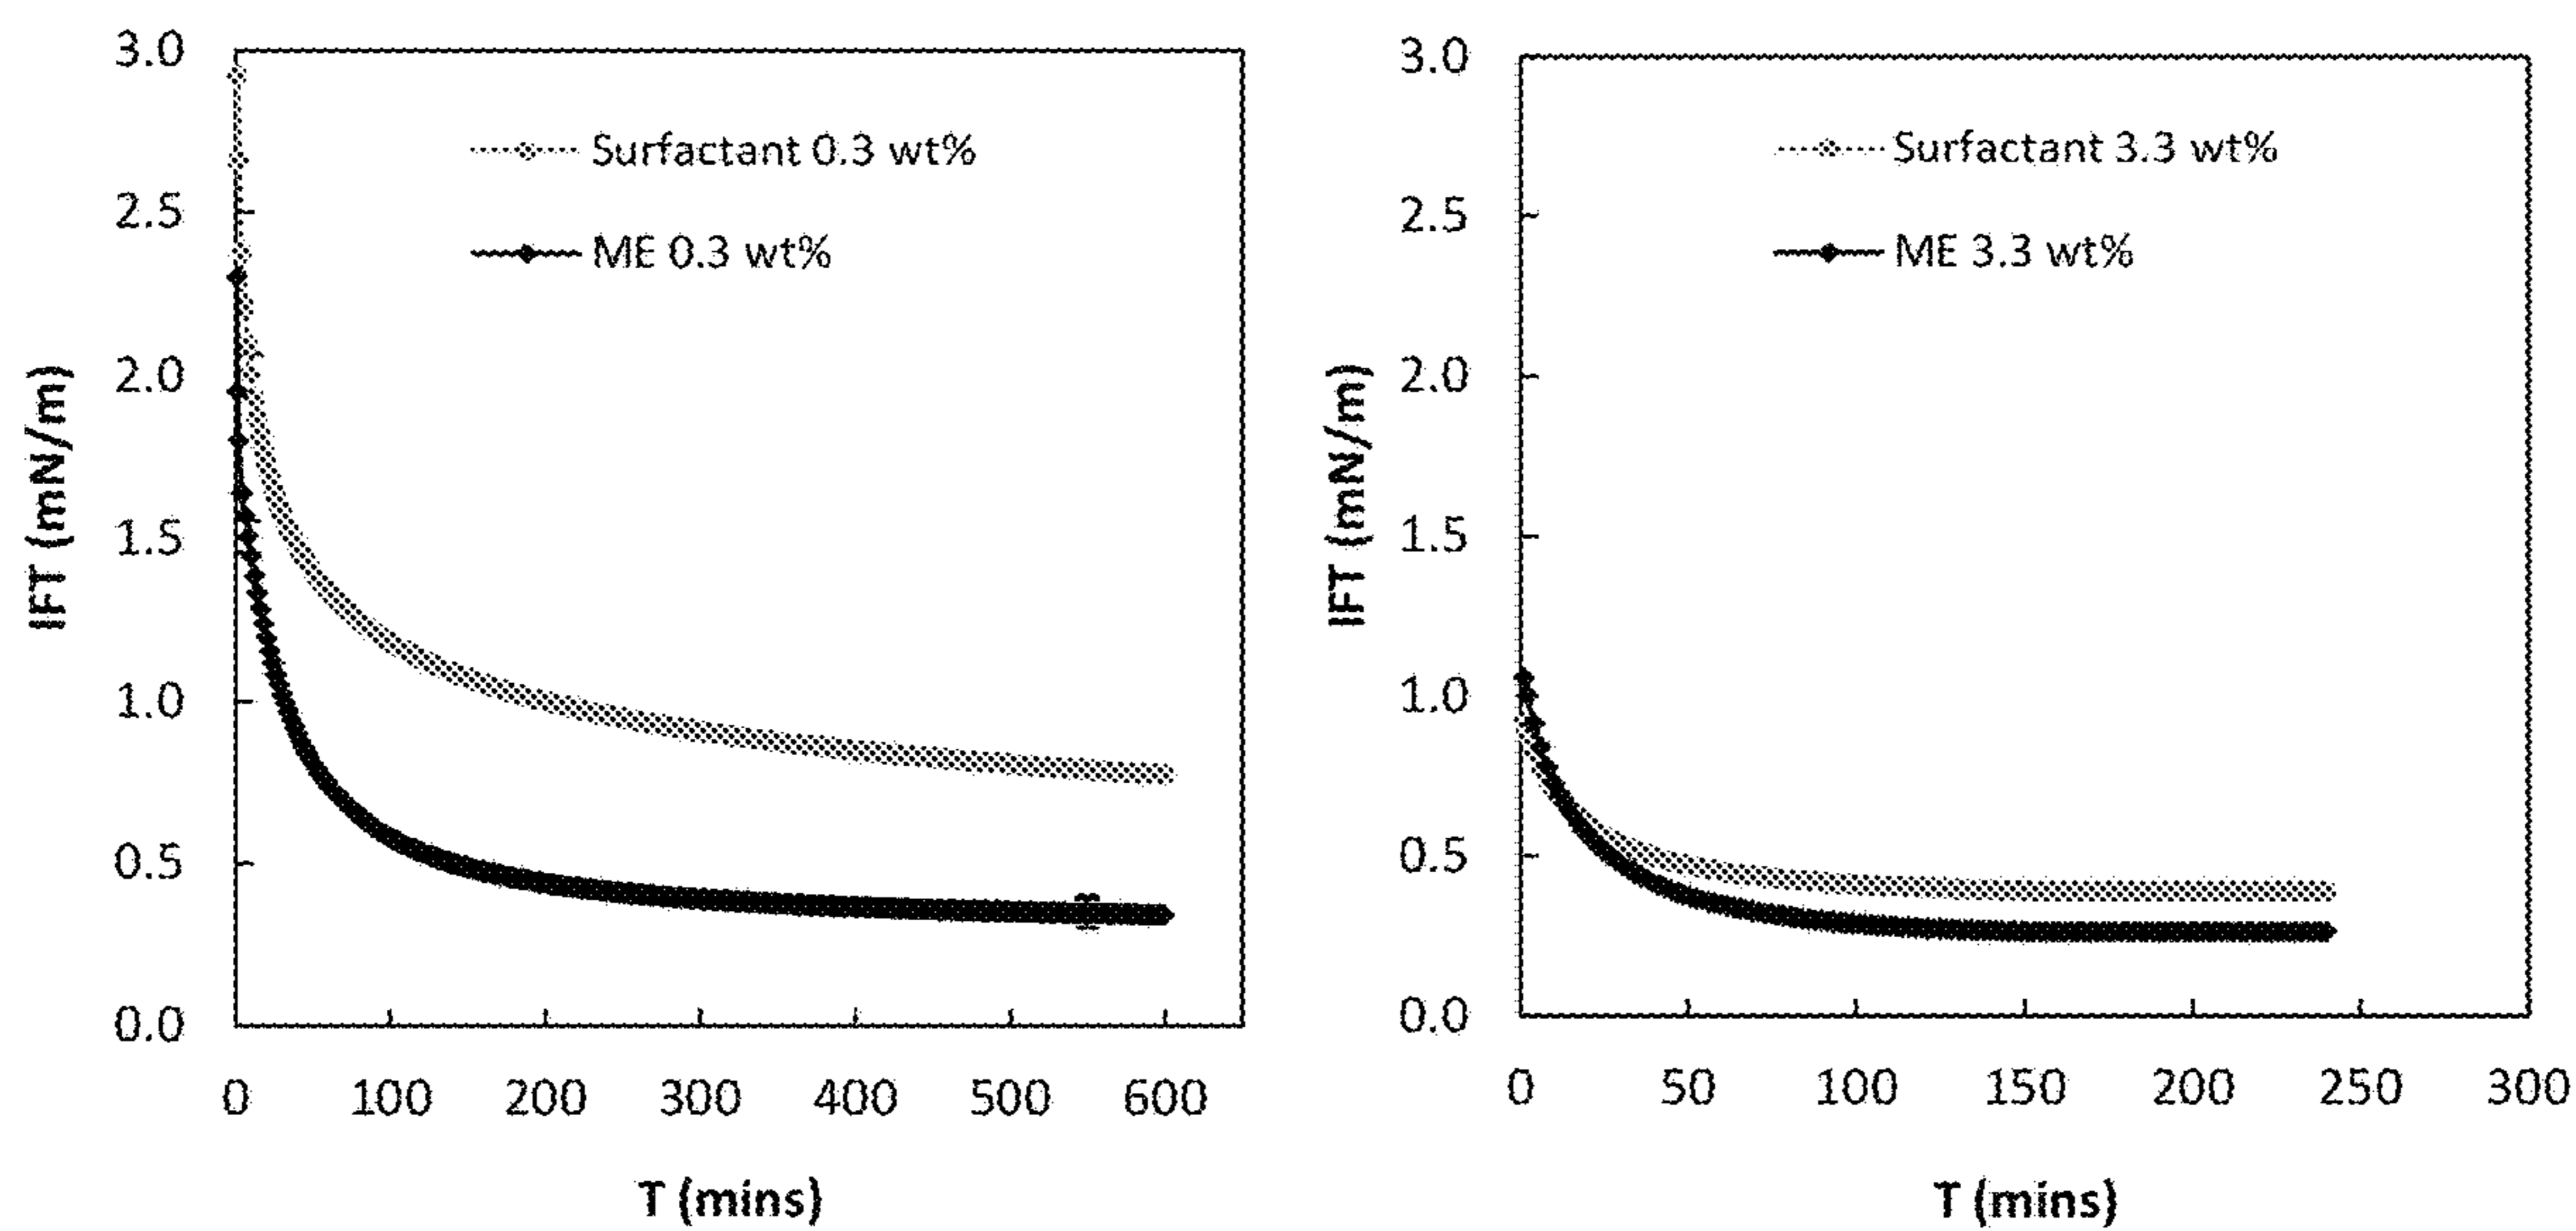 3.0
2.5
2.0
1.5
1.0
0.5
0.0
IFT (mN/m)
Surfactant 0.3 wt%
ME 0.3 wt%
0 100 200 300 400 500 600
T (mins)
3.0
2.5
2.0
1.5
1.0
0.5
0.0
IFT (mN/m)
Surfactant 3.3 wt%
ME 3.3 wt%
0 50 100 150 200 250 300
T (mins)